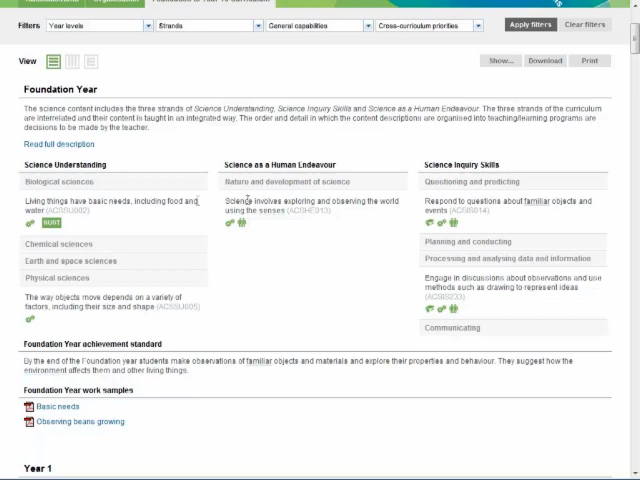 Foundation to Year 10 Curriculum
Filters Year levels Strands General capabilities Cross-curriculum priorities Apply filters Clear filters
View Show... Download Print
Foundation Year
The science content includes the three strands of Science Understanding, Science Inquiry Skills and Science as a Human Endeavour. The three strands of the curriculum
are interrelated and their content is taught in an integrated way. The order and detail in which the content descriptions are organised into teaching/learning programs are
decisions to be made by the teacher.
Read full description
Science Understanding
Biological sciences
Living things have basic needs, including food and
water (ACSSU002)
SUST
Chemical sciences
Earth and space sciences
Physical sciences
The way objects move depends on a variety of
factors, including their size and shape (ACSSU005)
Science as a Human Endeavour
Nature and development of science
Science involves exploring and observing the world
using the senses (ACSHE013)
Science Inquiry Skills
Questioning and predicting
Respond to questions about familiar objects and
events (ACSIS014)
Planning and conducting
Processing and analysing data and information
Engage in discussions about observations and use
methods such as drawing to represent ideas
(ACSIS233)
Communicating
Foundation Year achievement standard
By the end of the Foundation year students make observations of familiar objects and materials and explore their properties and behaviour. They suggest how the
environment affects them and other living things.
Foundation Year work samples
Basic needs
Observing beans growing
Year 1